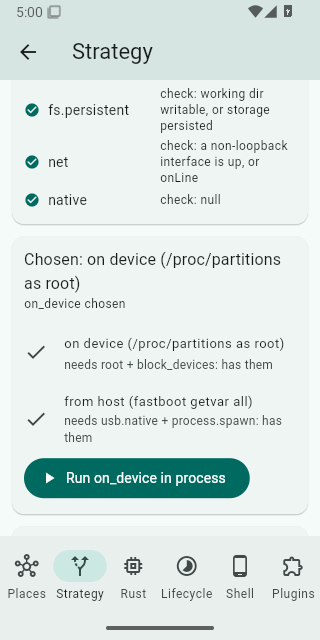 5:00
Strategy
check: working dir
fs.persistent
writable, or storage
persisted
check: a non-loopback
net
interface is up, or
onLine
native
check: null
Chosen: on device (/proc/partitions
as root)
on_device chosen
on device (/proc/partitions as root)
needs root + block_devices: has them
from host (fastboot getvar all)
needs usb.native + process.spawn: has
them
Run on_device in process
Places
Strategy
Rust
Lifecycle
Shell
Plugins